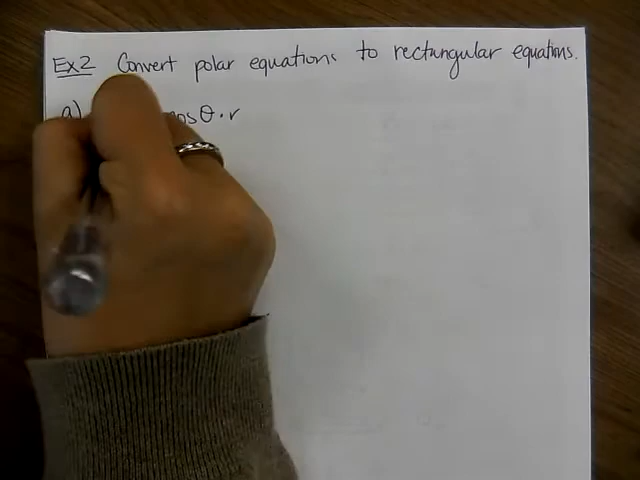 Ex2 Convert polar equations to rectangular equations.
a) cosθ·r